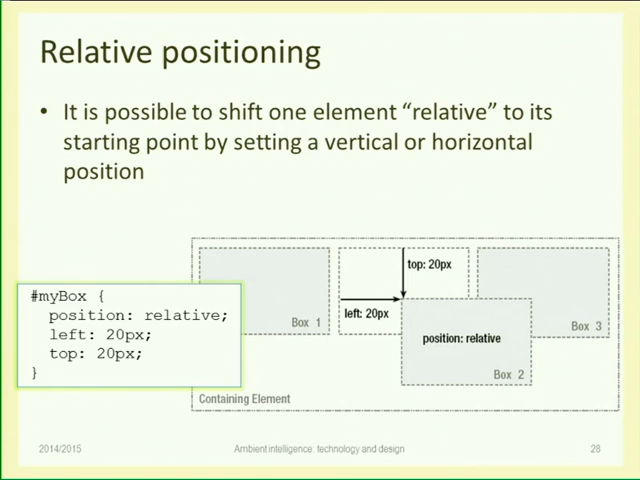 Relative positioning
• It is possible to shift one element “relative” to its
starting point by setting a vertical or horizontal
position
#myBox {
position: relative;
left: 20px;
top: 20px;
}
top: 20px
left: 20px
Box 1
position: relative
Box 2
Box 3
Containing Element
2014/2015
Ambient intelligence: technology and design
28